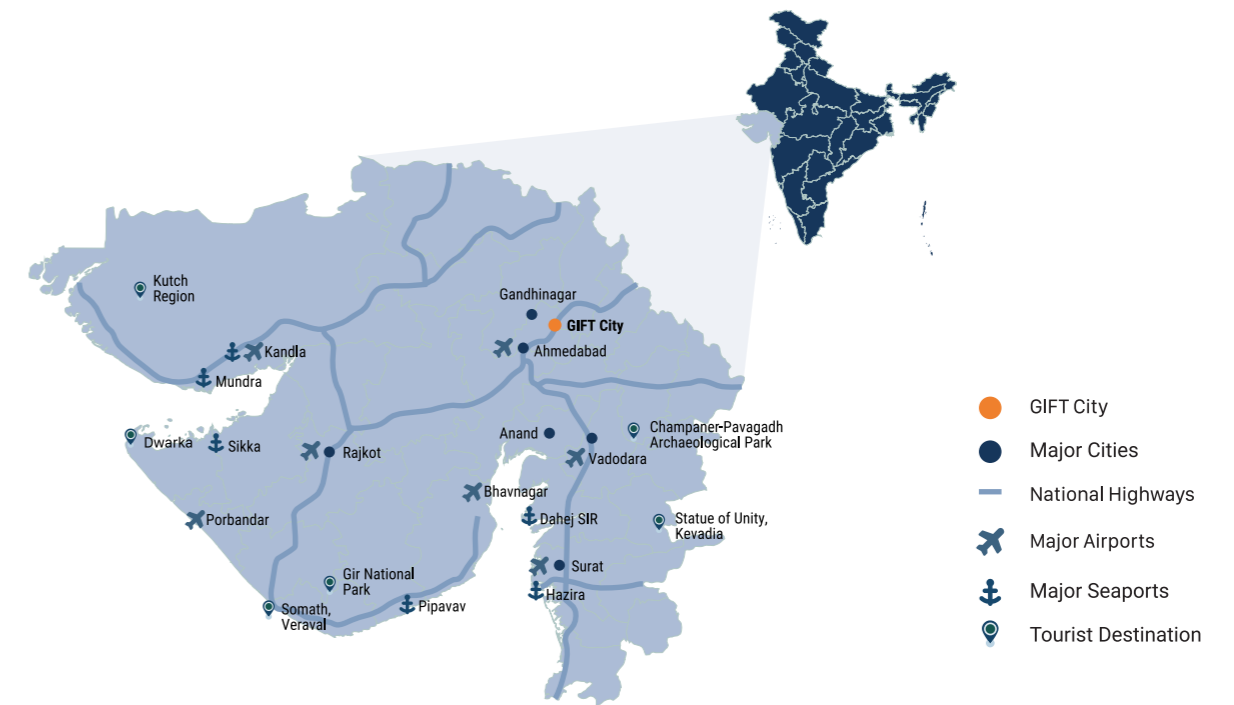 Kutch
Region
Gandhinagar
GIFT City
Ahmedabad
Kandla
Mundra
Dwarka
Sikka
Rajkot
Anand
Vadodara
Champaner-Pavagadh
Archaeological Park
Bhavnagar
Dahej SIR
Porbandar
Statue of Unity,
Kevadia
Surat
Hazira
Gir National
Park
Somath,
Veraval
Pipavav
GIFT City
Major Cities
National Highways
Major Airports
Major Seaports
Tourist Destination